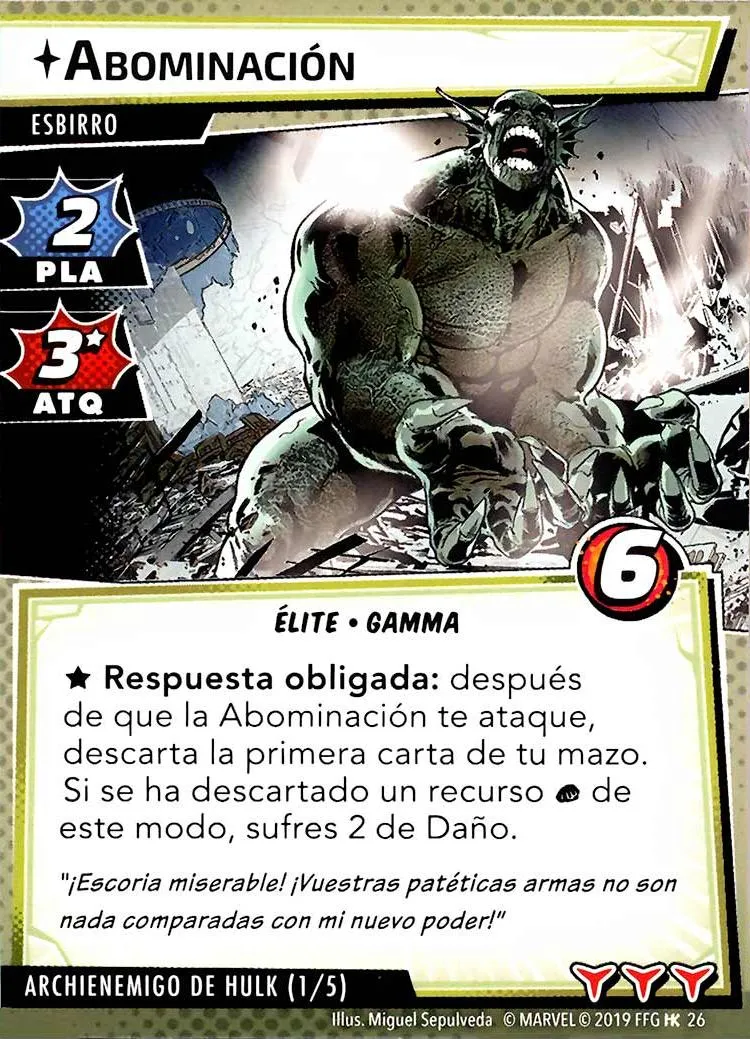 ABOMINACIÓN
ESBIRRO
2
PLA
3★
ATQ
6
ÉLITE • GAMMA
★ Respuesta obligada: después
de que la Abominación te ataque,
descarta la primera carta de tu mazo.
Si se ha descartado un recurso de
este modo, sufres 2 de Daño.
"¡Escoria miserable! ¡Vuestras patéticas armas no son
nada comparadas con mi nuevo poder!"
ARCHIENEMIGO DE HULK (1/5)
Illus. Miguel Sepulveda © MARVEL © 2019 FFG HK 26